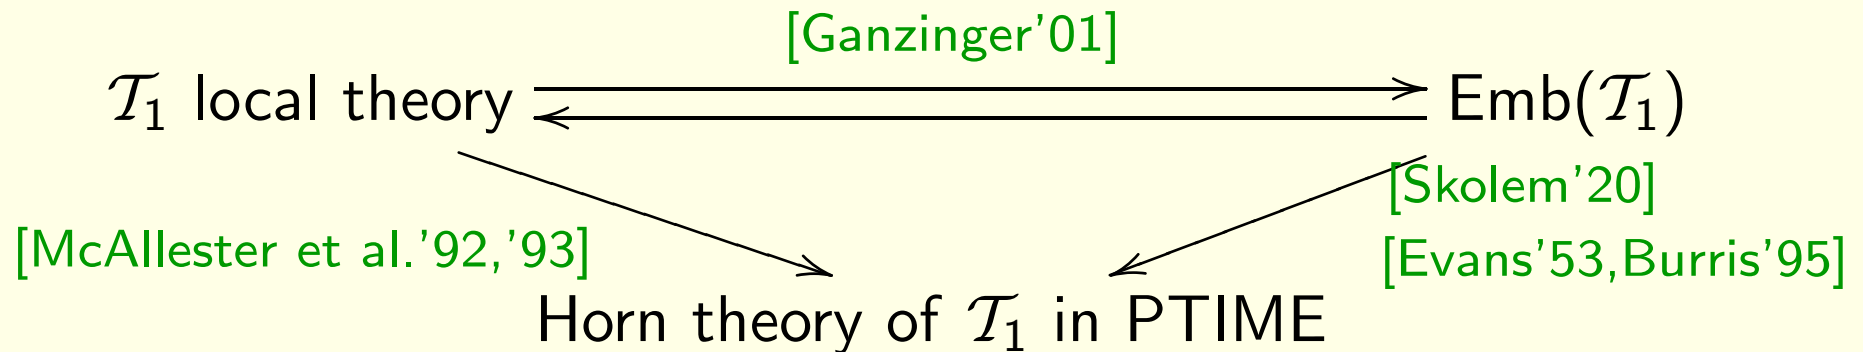 [Ganzinger'01]
𝒯₁ local theory
Emb(𝒯₁)
[Skolem'20]
[McAllester et al.'92,'93]
[Evans'53,Burris'95]
Horn theory of 𝒯₁ in PTIME